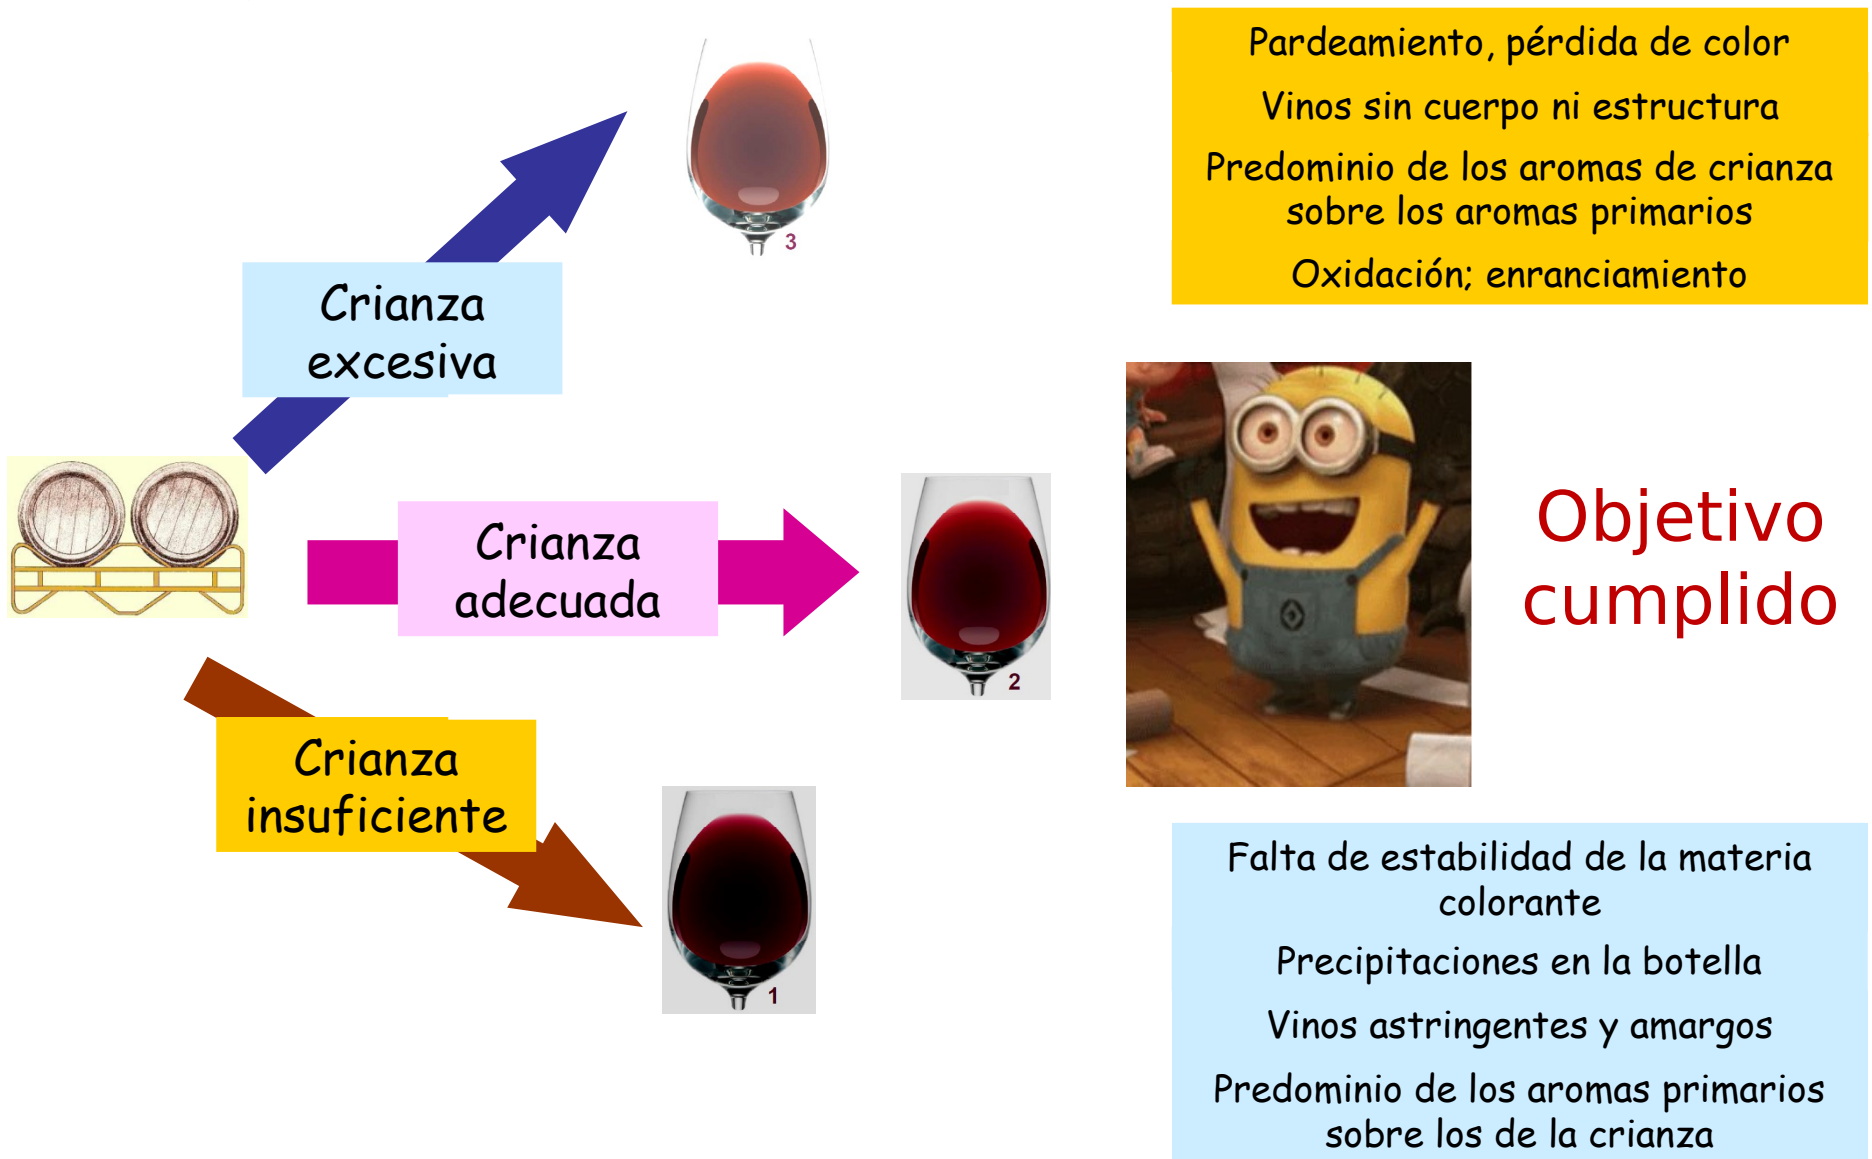 Pardeamiento, pérdida de color
Vinos sin cuerpo ni estructura
Predominio de los aromas de crianza
sobre los aromas primarios
Oxidación; enranciamiento
3
Crianza
excesiva
Crianza
adecuada
2
Objetivo
cumplido
Crianza
insuficiente
1
Falta de estabilidad de la materia
colorante
Precipitaciones en la botella
Vinos astringentes y amargos
Predominio de los aromas primarios
sobre los de la crianza